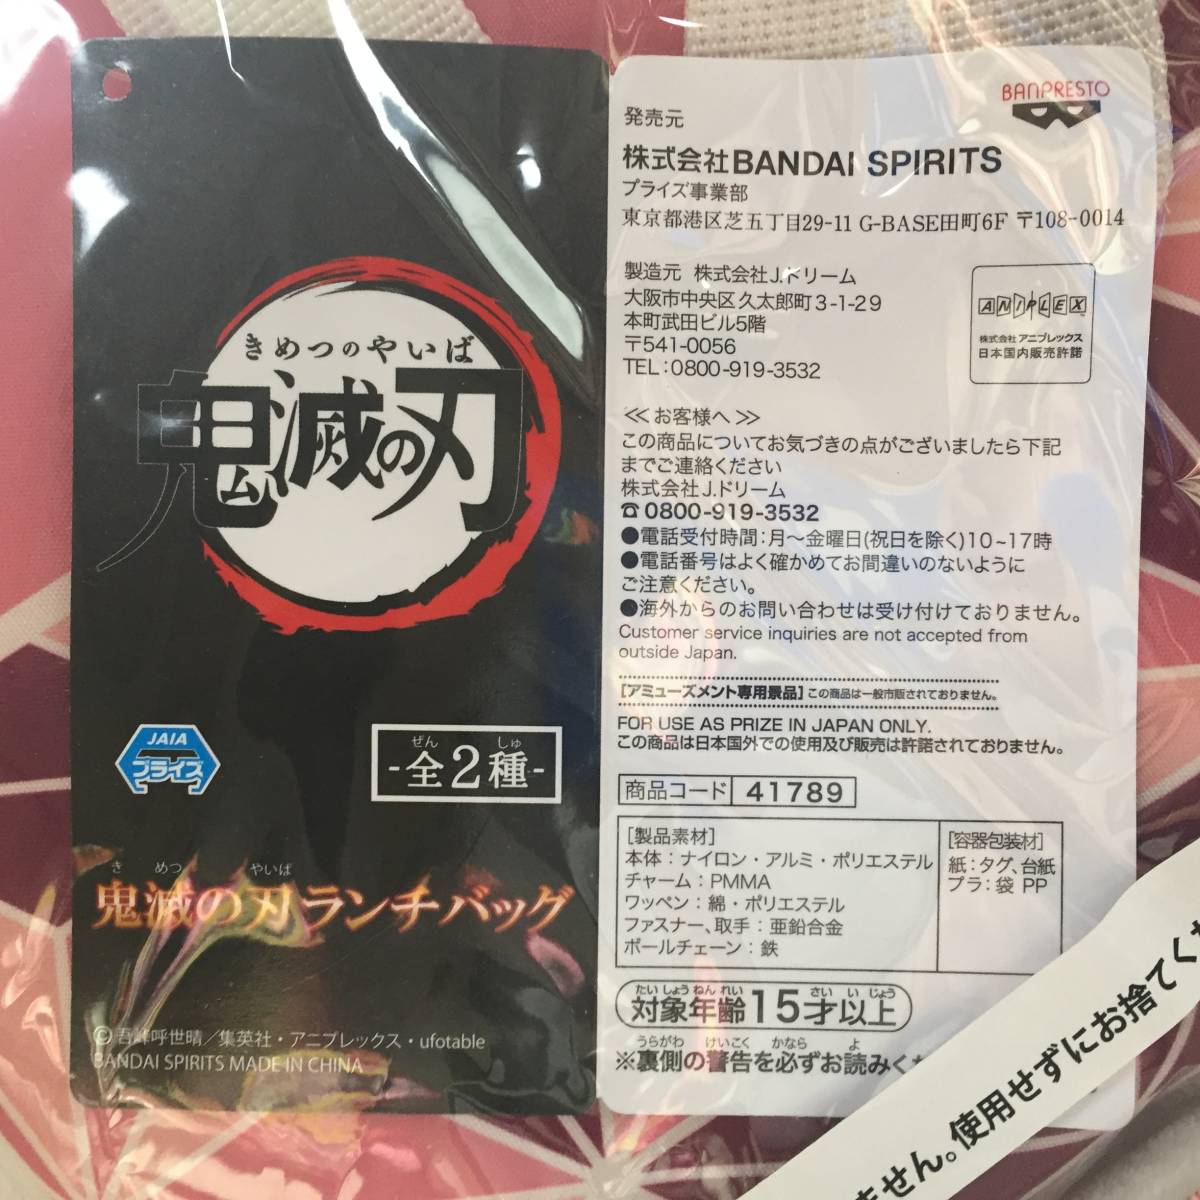 きめつのやいば
鬼滅の刃
JAIA
プライズ
ぜん しゅ
-全2種-
き めつ やいば
鬼滅の刃ランチバッグ
©吾峠呼世晴/集英社・アニプレックス・ufotable
BANDAI SPIRITS MADE IN CHINA
BANPRESTO
発売元
株式会社BANDAI SPIRITS
プライズ事業部
東京都港区芝五丁目29-11 G-BASE田町6F 〒108-0014
製造元 株式会社J.ドリーム
大阪市中央区久太郎町3-1-29
本町武田ビル5階
〒541-0056
TEL:0800-919-3532
ANIPLEX
株式会社 アニプレックス
日本国内販売許諾
≪お客様へ≫
この商品についてお気づきの点がございましたら下記
までご連絡ください
株式会社J.ドリーム
☎0800-919-3532
●電話受付時間:月〜金曜日(祝日を除く)10~17時
●電話番号はよく確かめてお間違いのないように
ご注意ください。
●海外からのお問い合わせは受け付けておりません。
Customer service inquiries are not accepted from
outside Japan.
[アミューズメント専用景品]この商品は一般市販されておりません。
FOR USE AS PRIZE IN JAPAN ONLY.
この商品は日本国外での使用及び販売は許諾されておりません。
商品コード 41789
[製品素材]
本体:ナイロン・アルミ・ポリエステル
チャーム:PMMA
ワッペン:綿・ポリエステル
ファスナー、取手:亜鉛合金
ボールチェーン:鉄
[容器包装材]
紙:タグ、台紙
プラ:袋 PP
たいしょうねんれい さい い じょう
対象年齢15才以上
うらがわ けいこく かなら よ
※裏側の警告を必ずお読みく
ません。使用せずにお捨てく